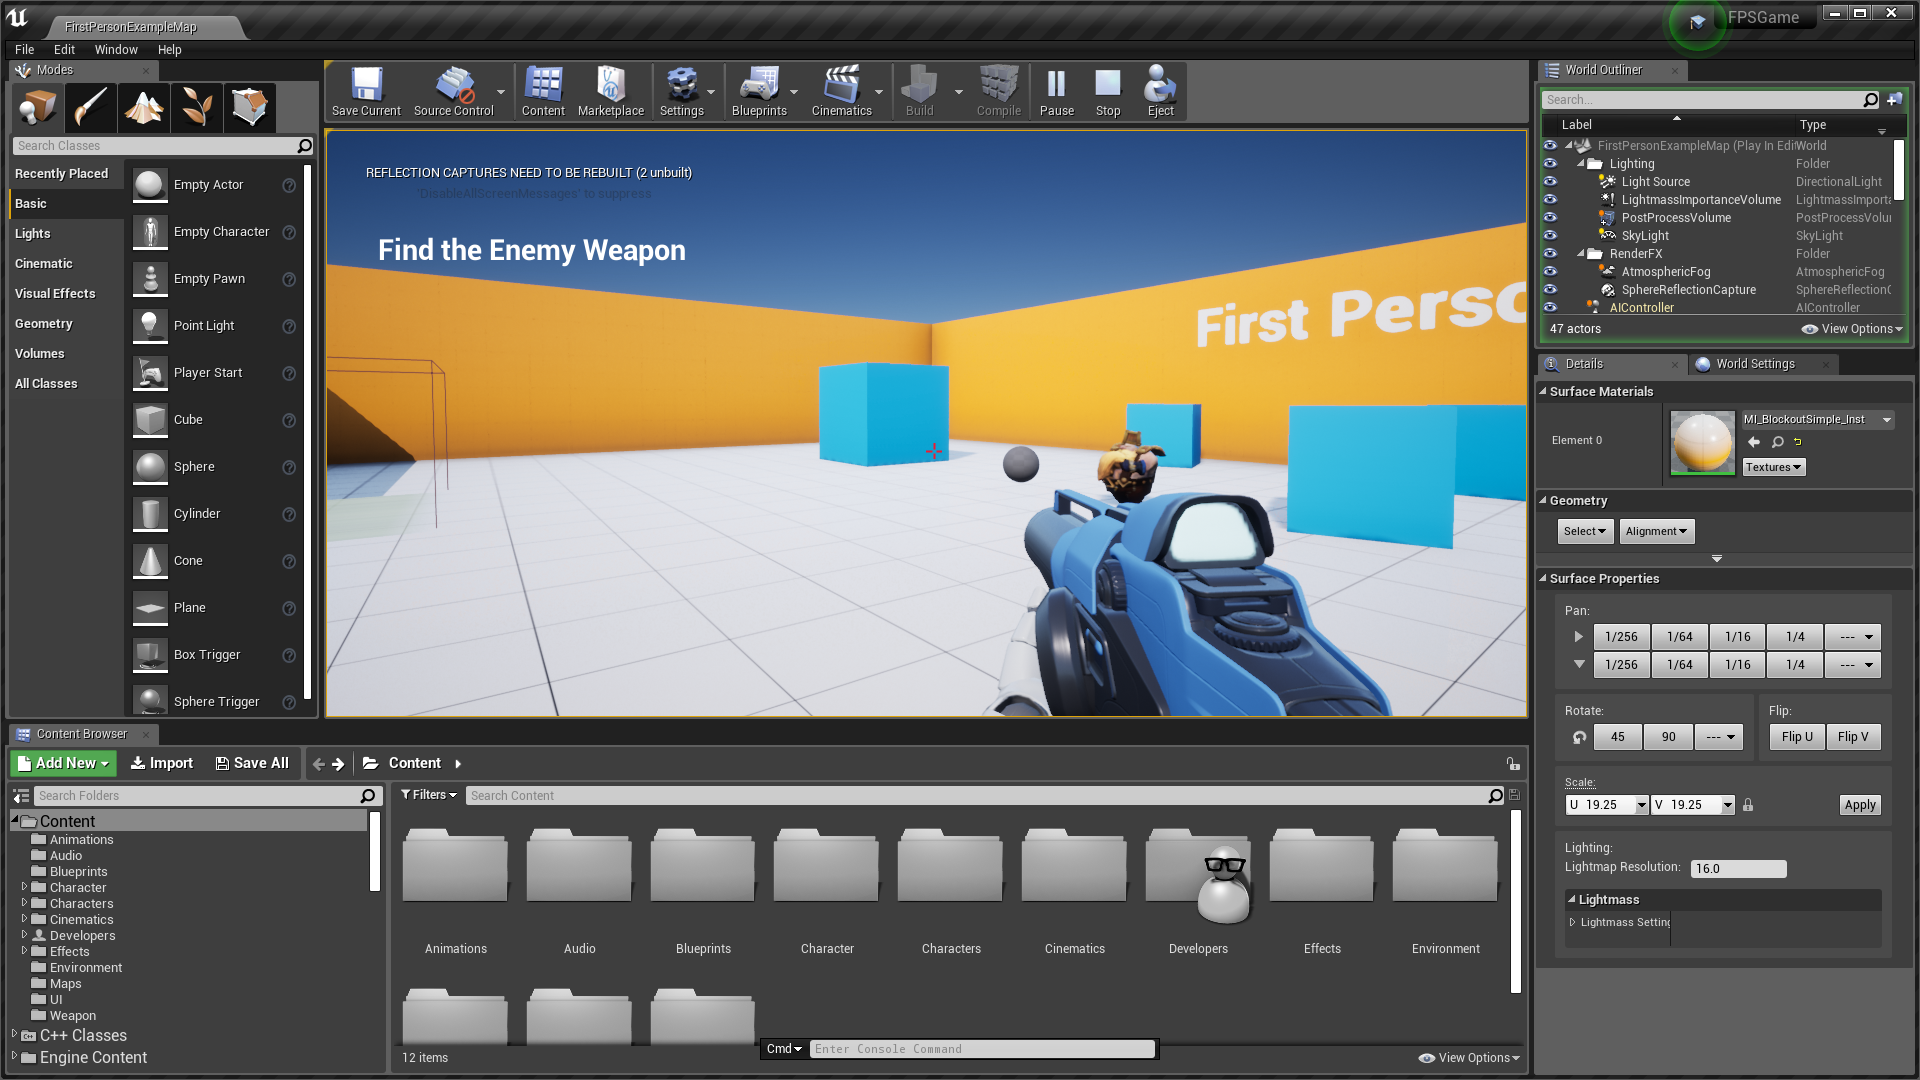 FirstPersonExampleMap
FPSGame
File Edit Window Help
Modes
Search Classes
Recently Placed
Basic
Lights
Cinematic
Visual Effects
Geometry
Volumes
All Classes
Empty Actor
Empty Character
Empty Pawn
Point Light
Player Start
Cube
Sphere
Cylinder
Cone
Plane
Box Trigger
Sphere Trigger
Save Current Source Control Content Marketplace Settings Blueprints Cinematics Build Compile Pause Stop Eject
REFLECTION CAPTURES NEED TO BE REBUILT (2 unbuilt)
'DisableAllScreenMessages' to suppress
Find the Enemy Weapon
First Perso
World Outliner
Search...
Label Type
FirstPersonExampleMap (Play In Edi World
Lighting Folder
Light Source DirectionalLight
LightmassImportanceVolume LightmassImporta
PostProcessVolume PostProcessVolu
SkyLight SkyLight
RenderFX Folder
AtmosphericFog AtmosphericFog
SphereReflectionCapture SphereReflectionC
AIController AIController
47 actors View Options
Details World Settings
Surface Materials
Element 0
MI_BlockoutSimple_Inst
Textures
Geometry
Select Alignment
Surface Properties
Pan:
1/256 1/64 1/16 1/4 ---
1/256 1/64 1/16 1/4 ---
Rotate: Flip:
45 90 --- Flip U Flip V
Scale:
U 19.25 V 19.25 Apply
Lighting:
Lightmap Resolution: 16.0
Lightmass
Lightmass Setting
Content Browser
Add New Import Save All Content
Search Folders
Filters Search Content
Content
Animations
Audio
Blueprints
Character
Characters
Cinematics
Developers
Effects
Environment
Maps
UI
Weapon
C++ Classes
Engine Content
Animations Audio Blueprints Character Characters Cinematics Developers Effects Environment
12 items
Cmd Enter Console Command
View Options